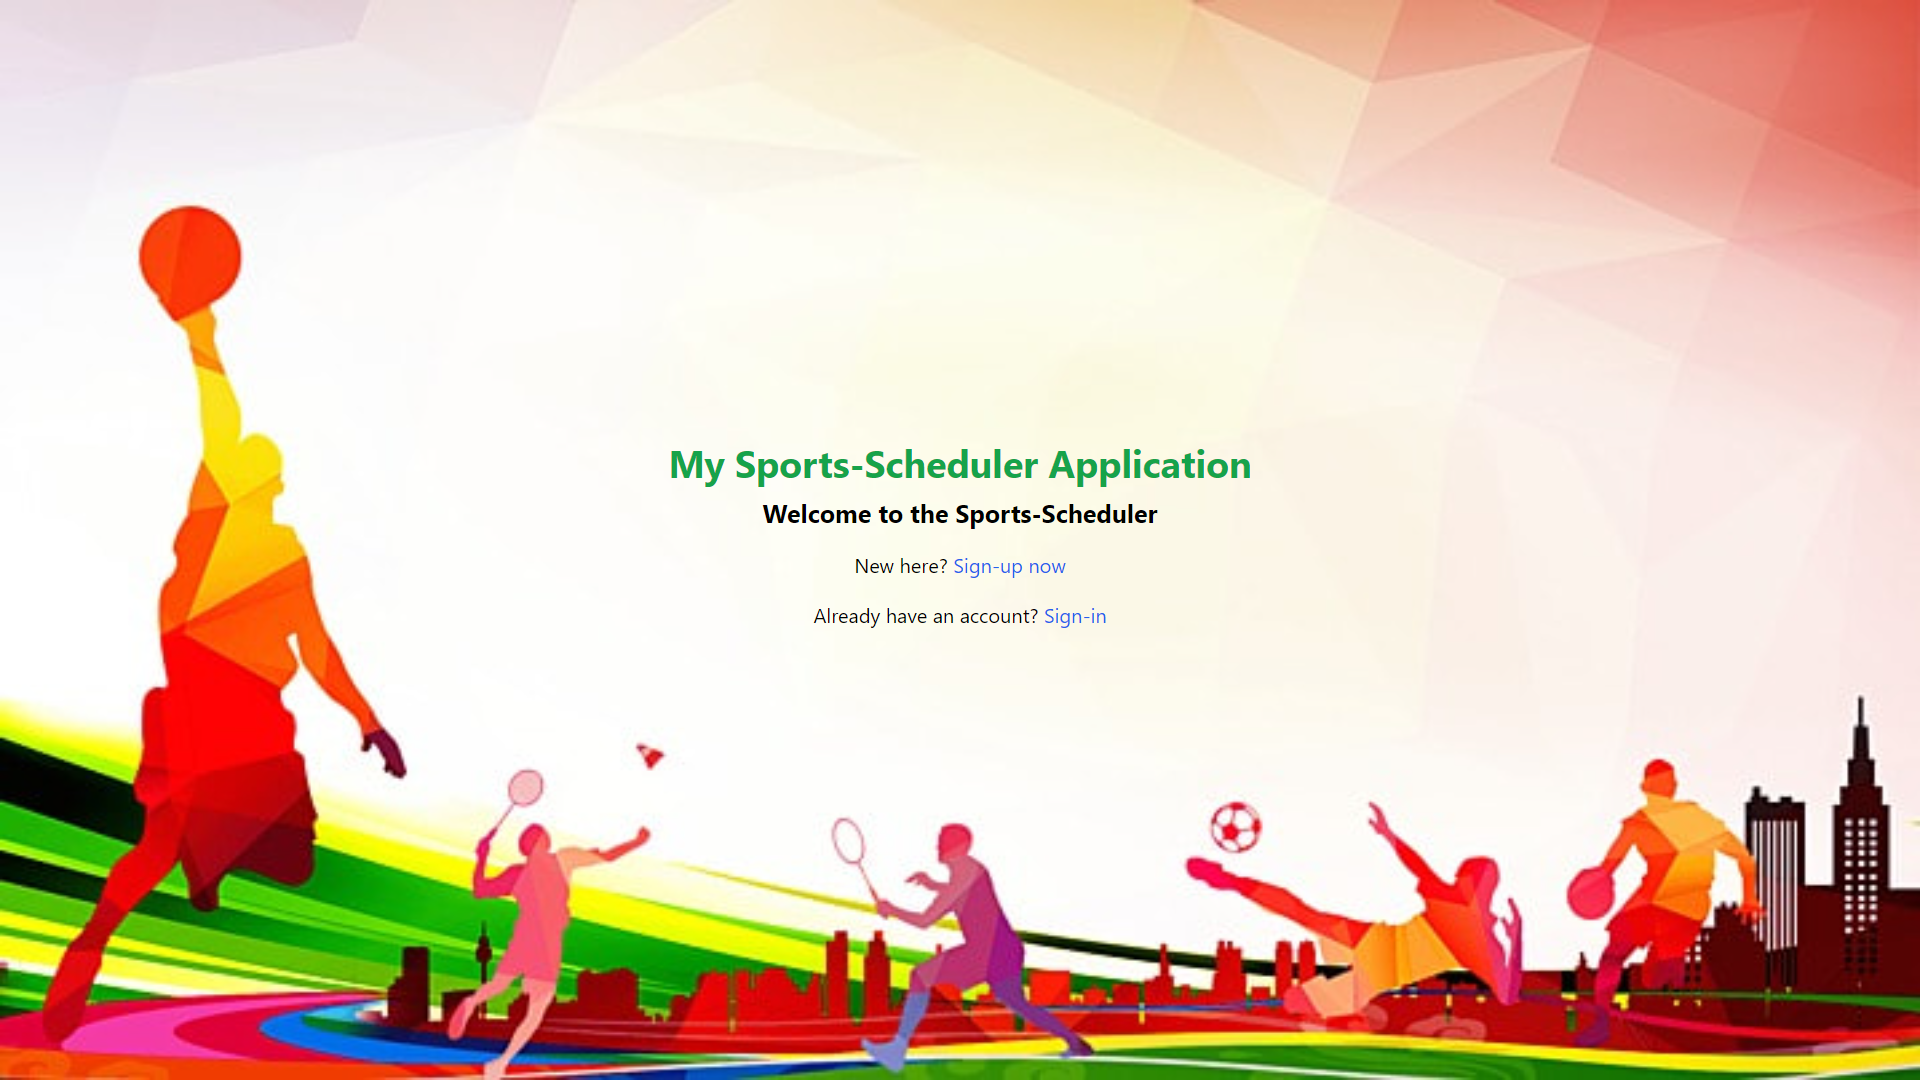 My Sports-Scheduler Application
Welcome to the Sports-Scheduler
New here? Sign-up now
Already have an account? Sign-in